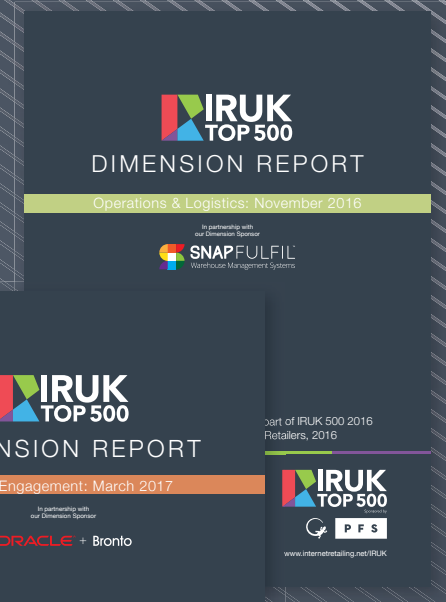 IRUK
TOP 500
DIMENSION REPORT
Operations & Logistics: November 2016
In partnership with
our Dimension Sponsor
SNAPFULFIL
Warehouse Management Systems
part of IRUK 500 2016
Retailers, 2016
IRUK
TOP 500
Sponsored by
PFS
www.internetretailing.net/IRUK
IRUK
TOP 500
NSION REPORT
Engagement: March 2017
In partnership with
our Dimension Sponsor
ORACLE + Bronto